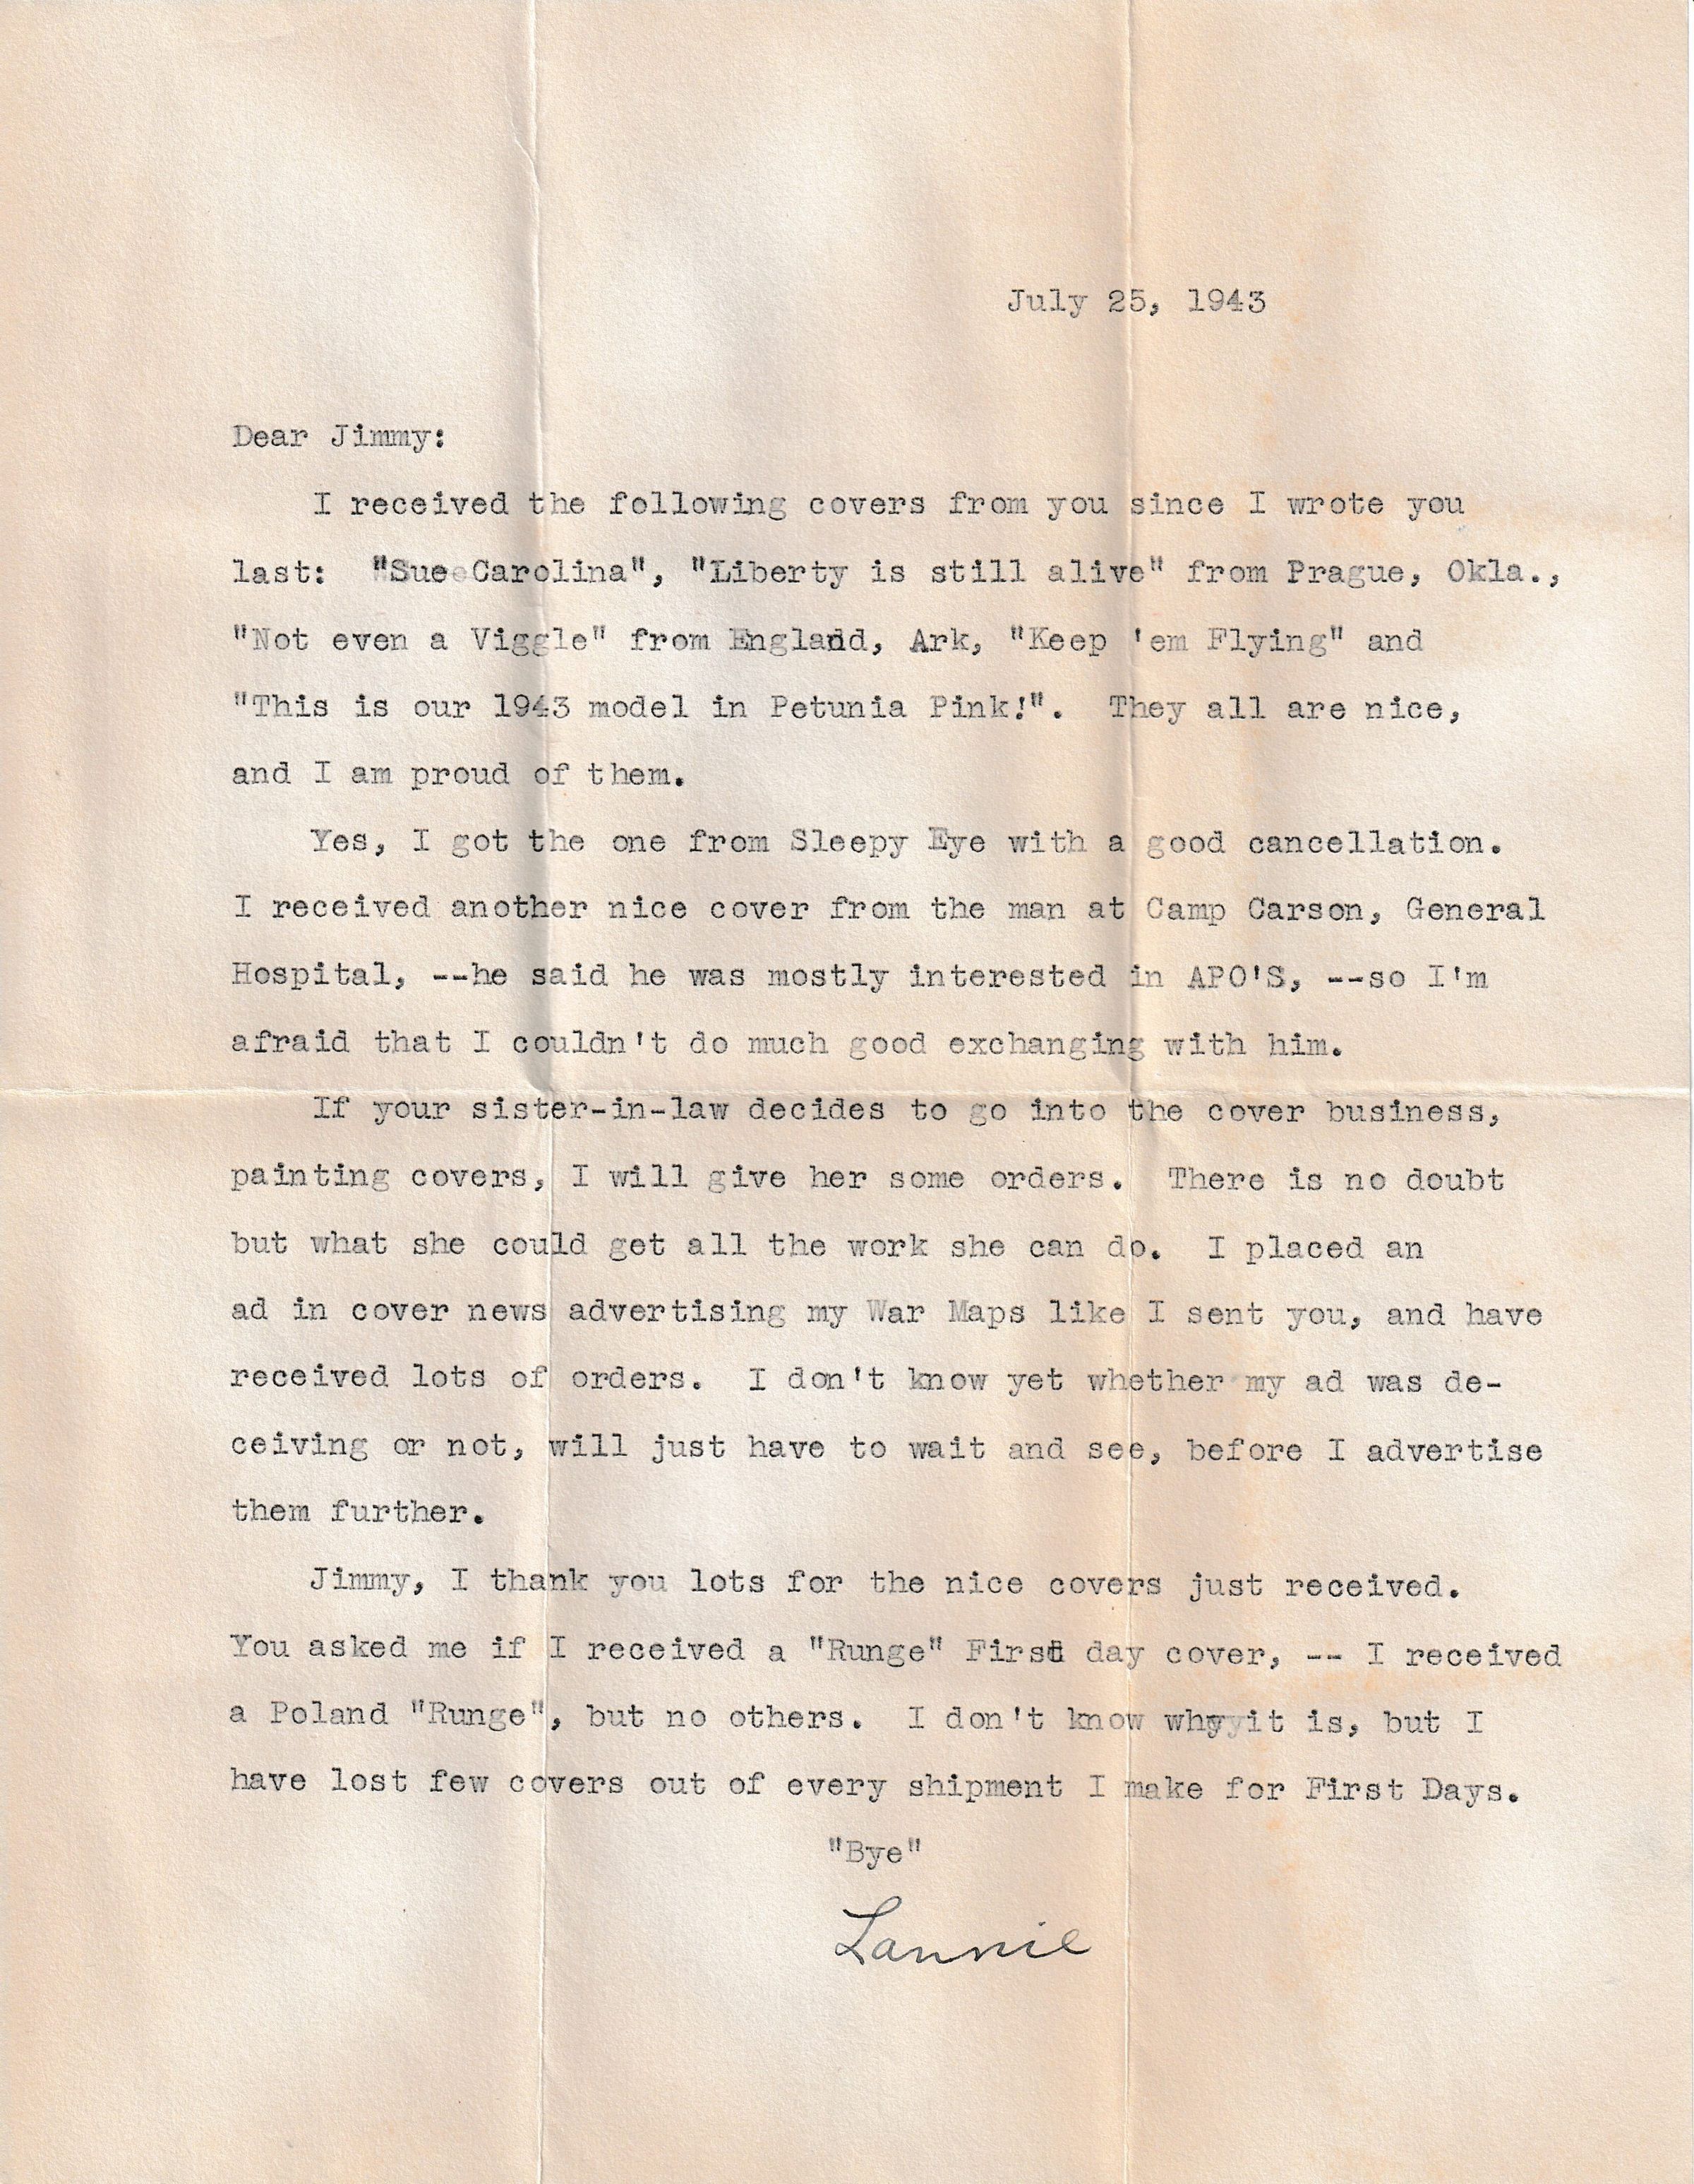 July 25, 1943
Dear Jimmy:
I received the following covers from you since I wrote you
last: "Sue Carolina", "Liberty is still alive" from Prague, Okla.,
"Not even a Viggle" from England, Ark, "Keep 'em Flying" and
"This is our 1943 model in Petunia Pink!". They all are nice,
and I am proud of them.
Yes, I got the one from Sleepy Eye with a good cancellation.
I received another nice cover from the man at Camp Carson, General
Hospital, --he said he was mostly interested in APO'S, --so I'm
afraid that I couldn't do much good exchanging with him.
If your sister-in-law decides to go into the cover business,
painting covers, I will give her some orders. There is no doubt
but what she could get all the work she can do. I placed an
ad in cover news advertising my War Maps like I sent you, and have
received lots of orders. I don't know yet whether my ad was de-
ceiving or not, will just have to wait and see, before I advertise
them further.
Jimmy, I thank you lots for the nice covers just received.
You asked me if I received a "Runge" First day cover, -- I received
a Poland "Runge", but no others. I don't know why it is, but I
have lost few covers out of every shipment I make for First Days.
"Bye"
Lannie